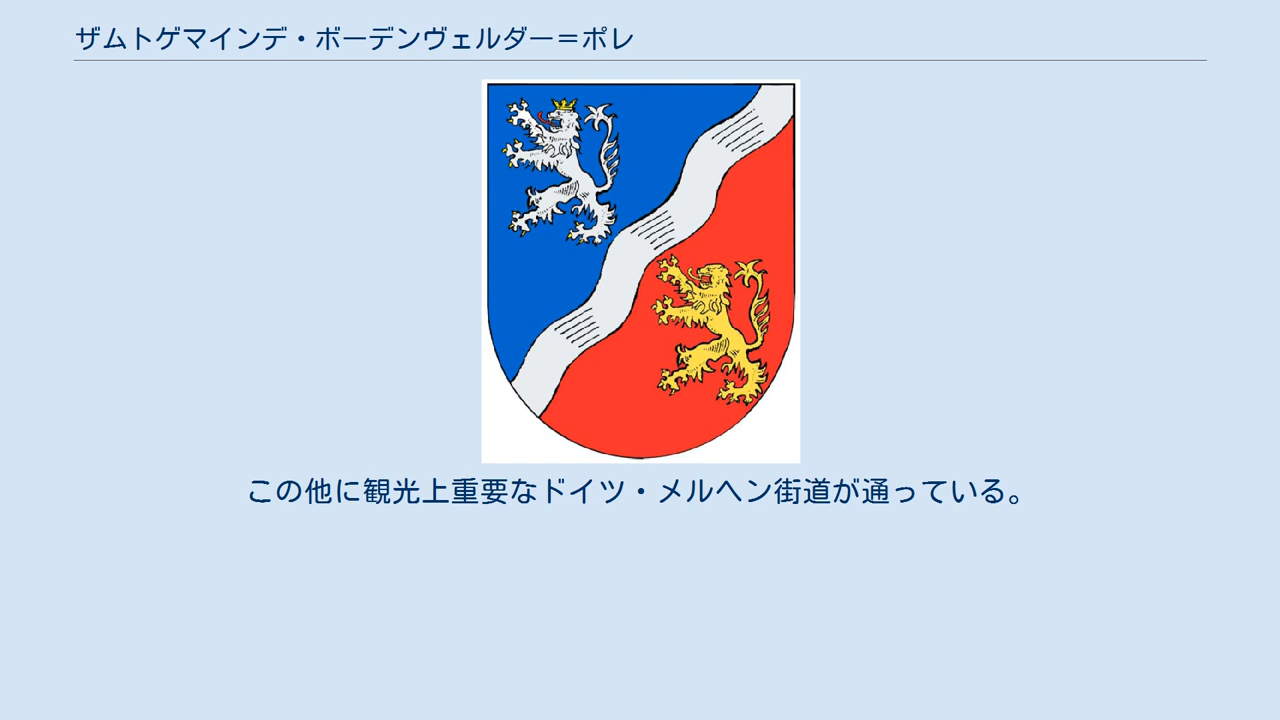 ザムトゲマインデ・ボーデンヴェルダー＝ポレ
この他に観光上重要なドイツ・メルヘン街道が通っている。